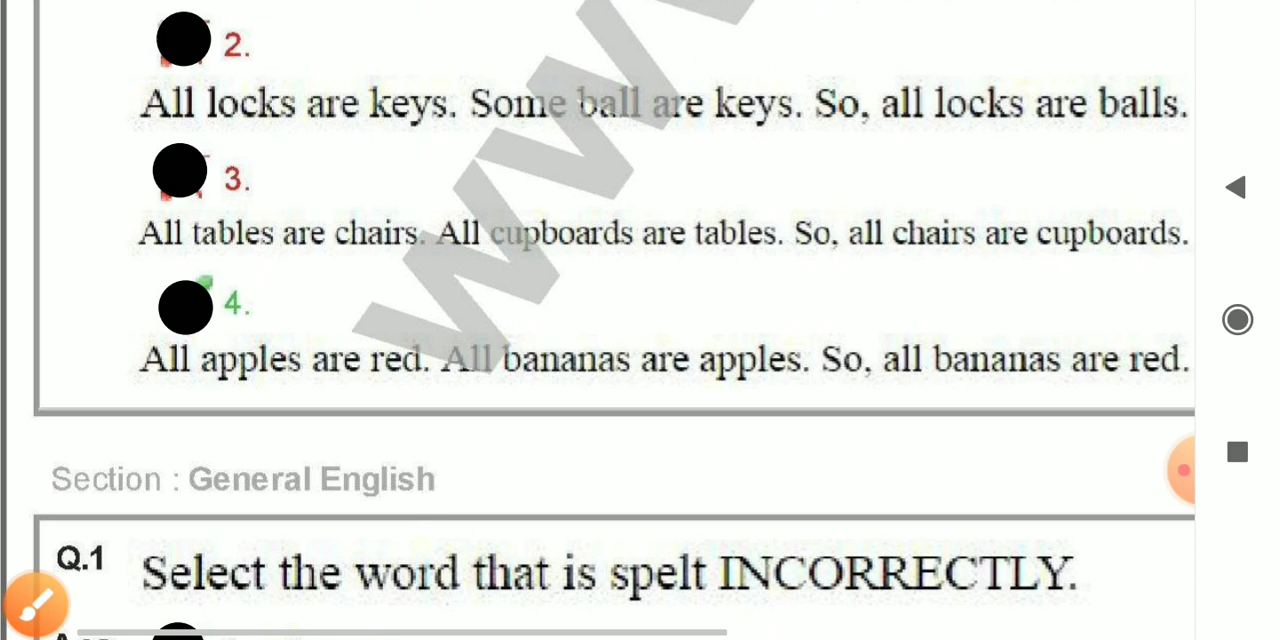 2.
All locks are keys. Some ball are keys. So, all locks are balls.
3.
All tables are chairs. All cupboards are tables. So, all chairs are cupboards.
4.
All apples are red. All bananas are apples. So, all bananas are red.
Section : General English
Q.1 Select the word that is spelt INCORRECTLY.